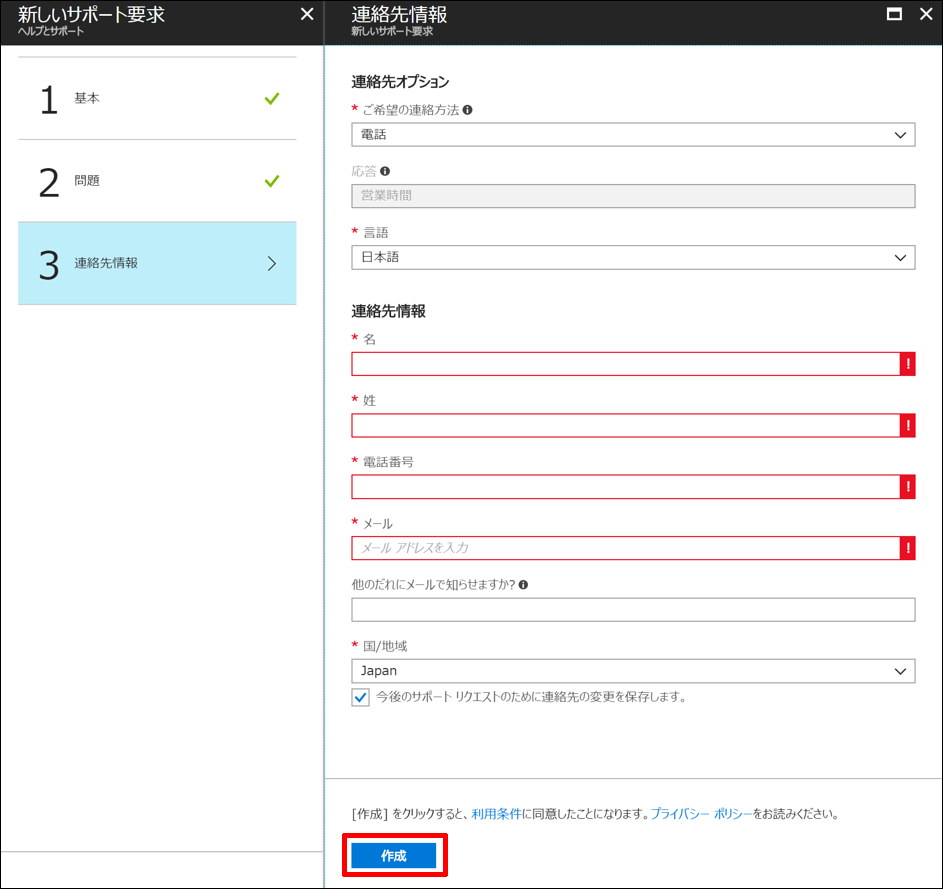 新しいサポート要求
ヘルプとサポート
1 基本
2 問題
3 連絡先情報
連絡先情報
新しいサポート要求
連絡先オプション
* ご希望の連絡方法
電話
応答
営業時間
* 言語
日本語
連絡先情報
* 名
!
* 姓
!
* 電話番号
!
* メール
メール アドレスを入力 !
他のだれにメールで知らせますか?
* 国/地域
Japan
今後のサポート リクエストのために連絡先の変更を保存します。
[作成] をクリックすると、利用条件に同意したことになります。プライバシー ポリシーをお読みください。
作成